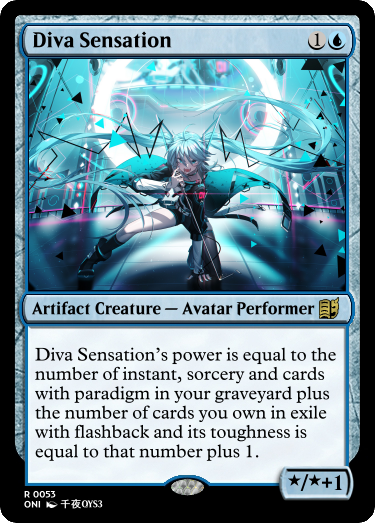 Diva Sensation 1
Artifact Creature — Avatar Performer
Diva Sensation's power is equal to the
number of instant, sorcery and cards
with paradigm in your graveyard plus
the number of cards you own in exile
with flashback and its toughness is
equal to that number plus 1.
★/★+1
R 0053
ONI 千夜OYS3